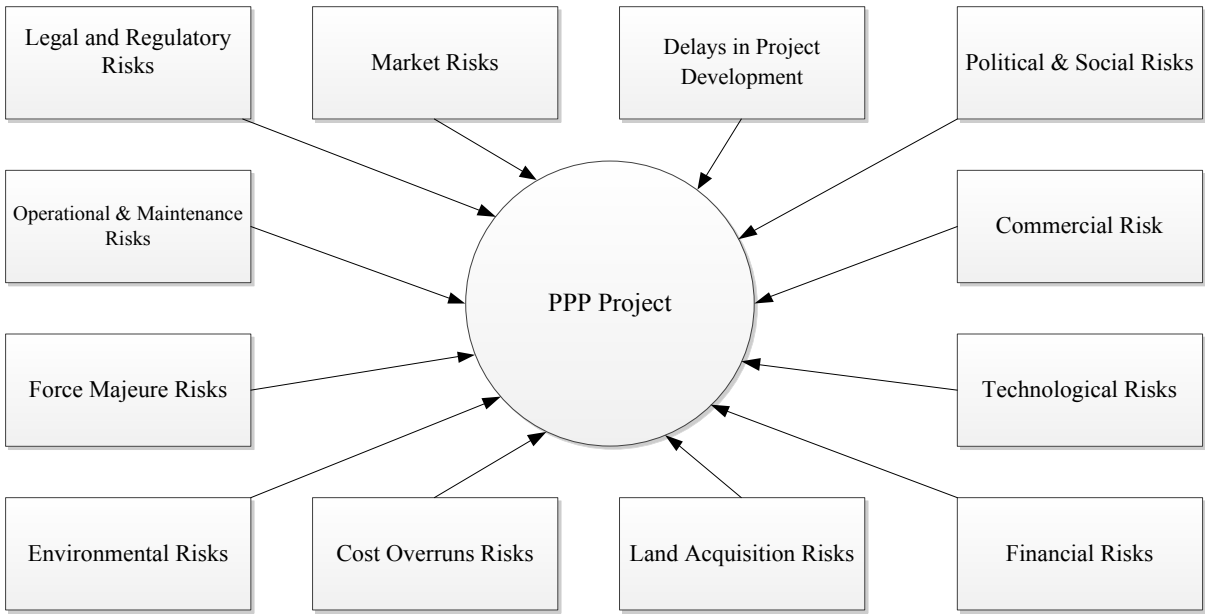 Legal and Regulatory
Risks
Market Risks
Delays in Project
Development
Political & Social Risks
Operational & Maintenance
Risks
Commercial Risk
PPP Project
Force Majeure Risks
Technological Risks
Environmental Risks
Cost Overruns Risks
Land Acquisition Risks
Financial Risks